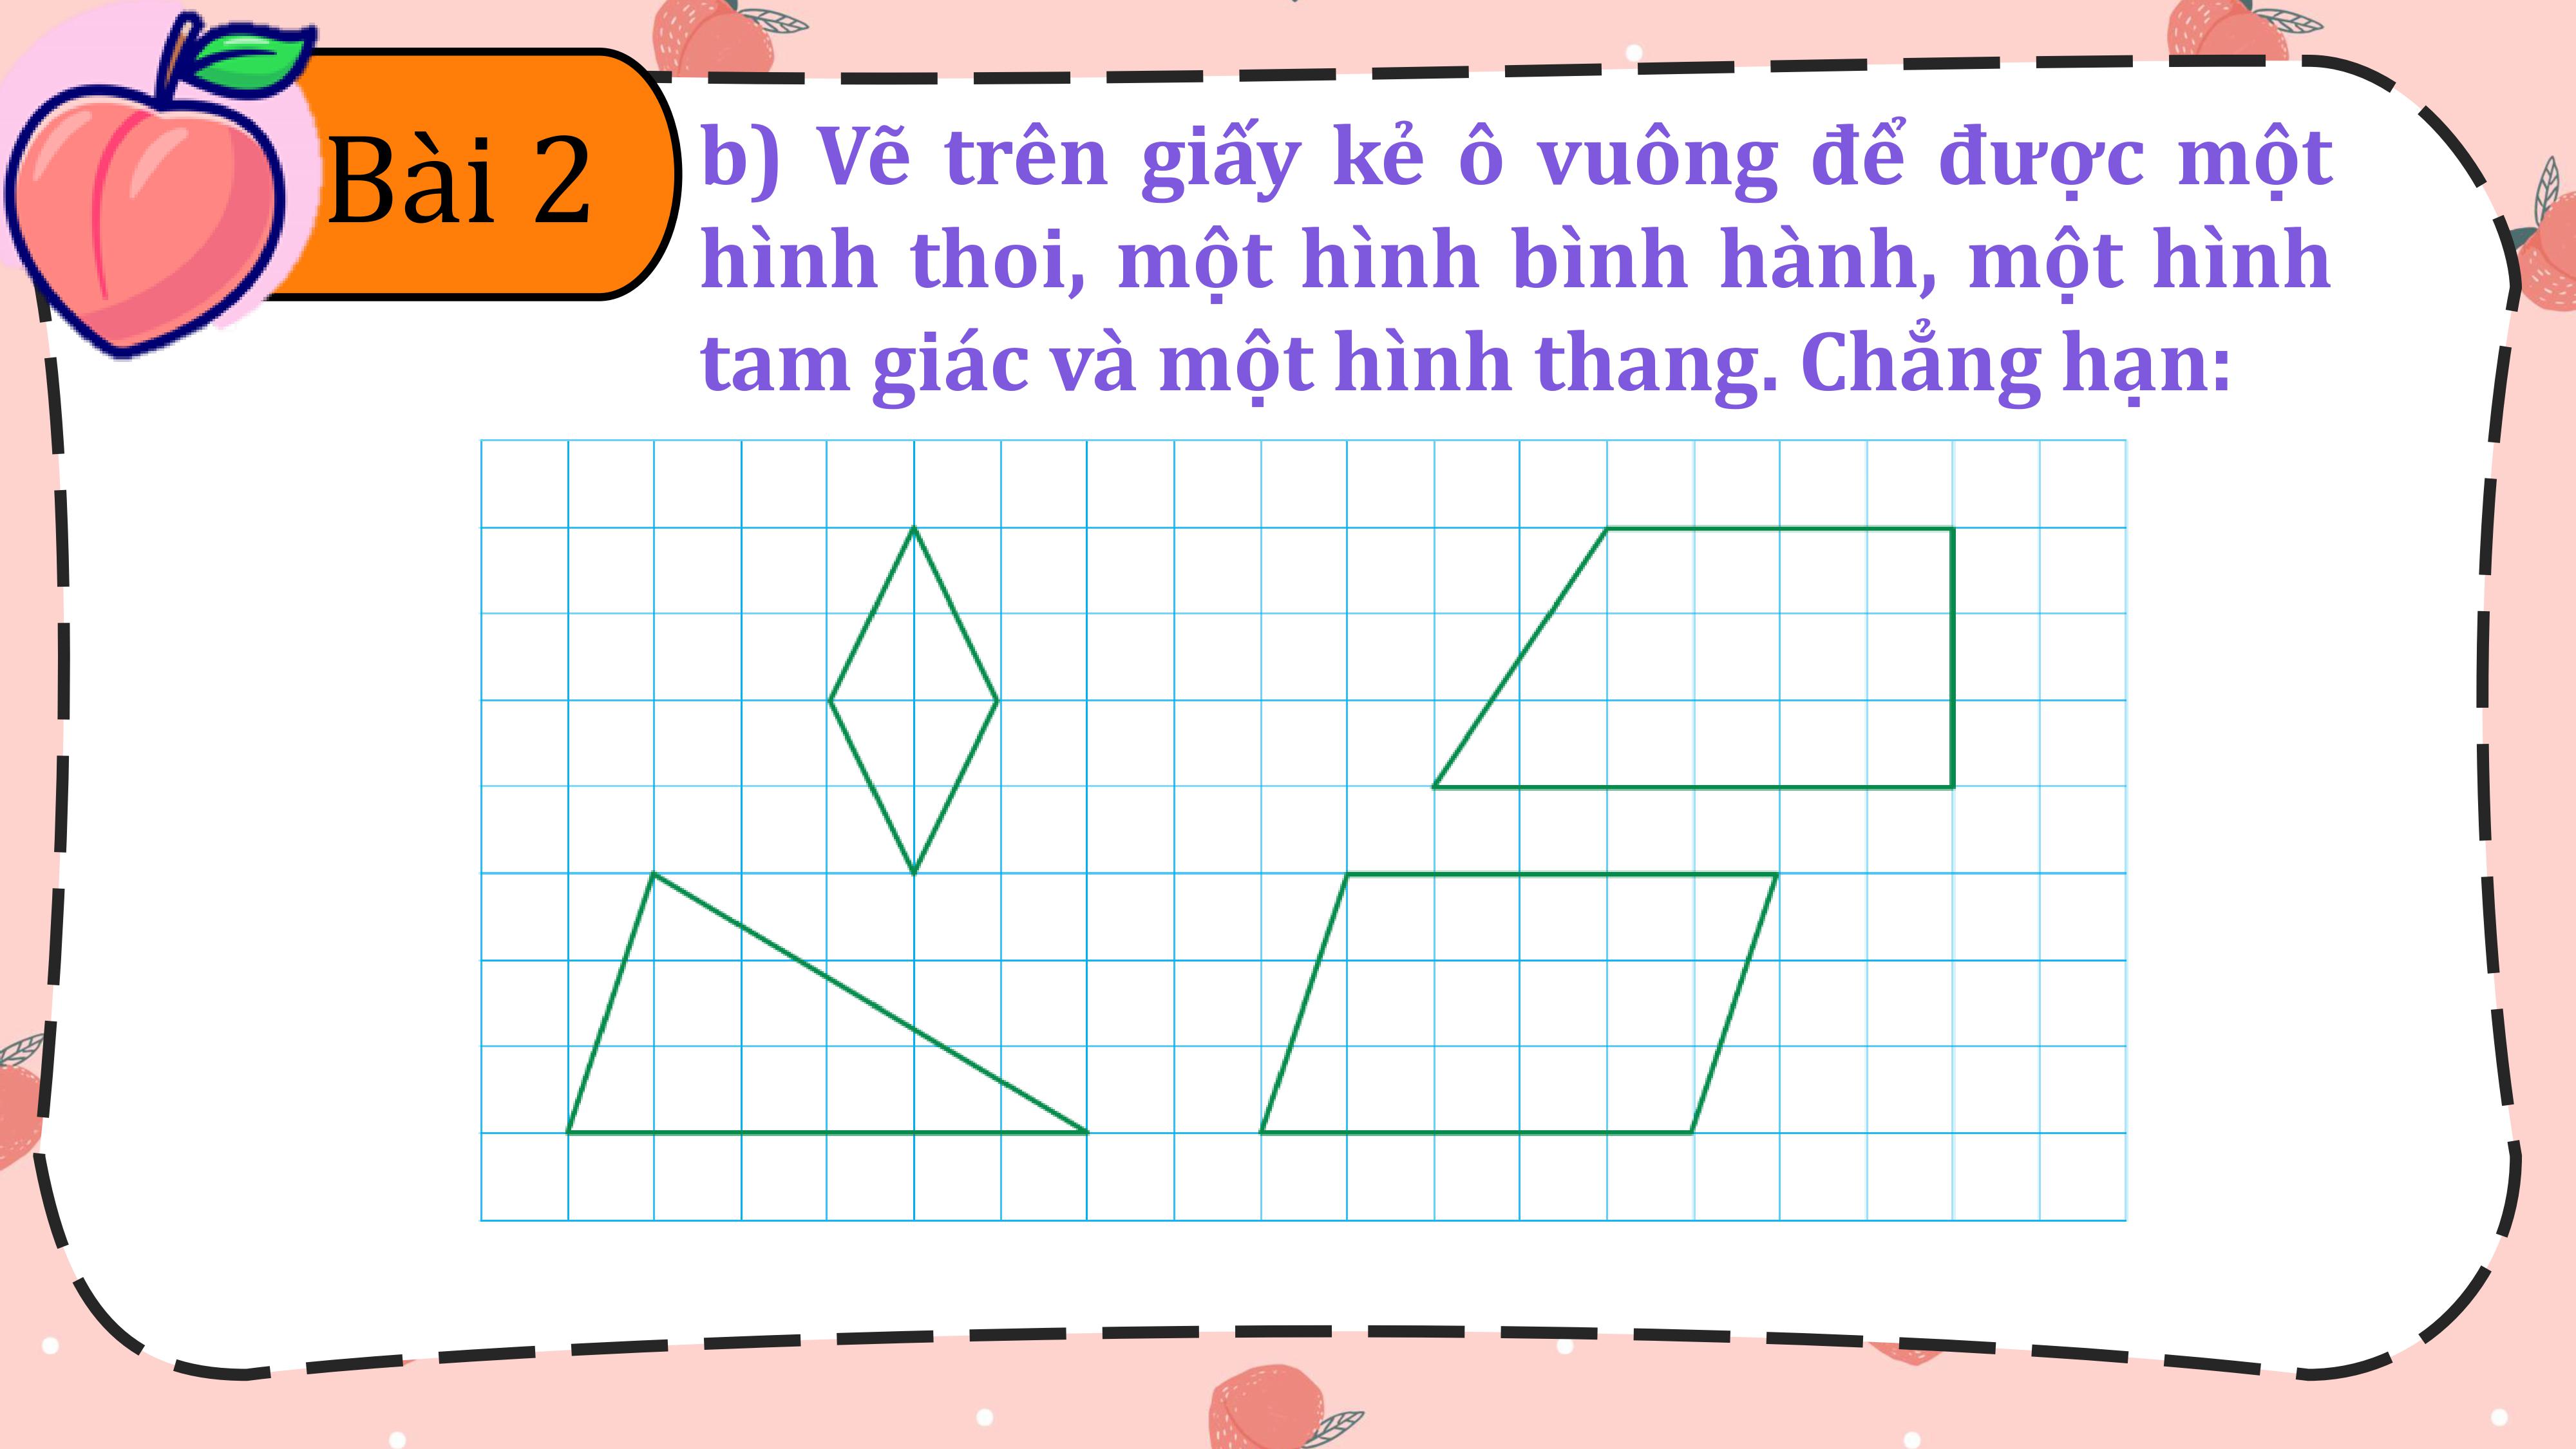 Bài 2
b) Vẽ trên giấy kẻ ô vuông để được một
hình thoi, một hình bình hành, một hình
tam giác và một hình thang. Chẳng hạn: